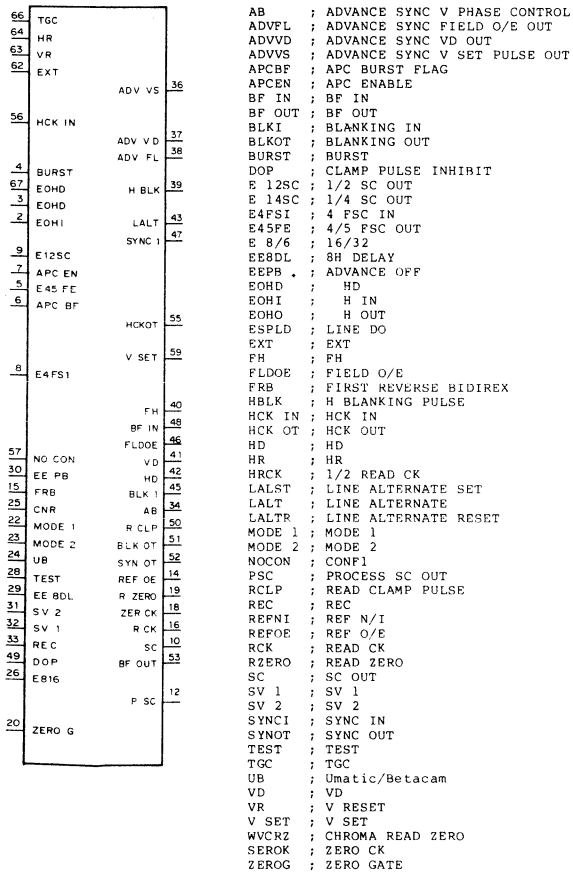 66 TGC
64 HR
63 VR
62 EXT
ADV VS 36
56 HCK IN
ADV VD 37
ADV FL 38
4 BURST
67 EOHD
H BLK 39
3 EOHD
2 EOHI
LALT 43
SYNC 1 47
9 E12SC
7 APC EN
5 E45 FE
6 APC BF
HCKOT 55
V SET 59
8 E4FS1
FH 40
BF IN 48
FLDOE 46
57 NO CON
VD 41
30 EE PB
HD 42
15 FRB
BLK 1 45
25 CNR
AB 34
22 MODE 1
R CLP 50
23 MODE 2
BLK OT 51
24 UB
SYN OT 52
28 TEST
REF OE 14
29 EE 8DL
R ZERO 19
31 SV 2
ZER CK 18
32 SV 1
R CK 16
33 REC
SC 10
49 DOP
BF OUT 53
26 E816
P SC 12
20 ZERO G
AB ; ADVANCE SYNC V PHASE CONTROL
ADVFL ; ADVANCE SYNC FIELD O/E OUT
ADVVD ; ADVANCE SYNC VD OUT
ADVVS ; ADVANCE SYNC V SET PULSE OUT
APCBF ; APC BURST FLAG
APCEN ; APC ENABLE
BF IN ; BF IN
BF OUT ; BF OUT
BLKI ; BLANKING IN
BLKOT ; BLANKING OUT
BURST ; BURST
DOP ; CLAMP PULSE INHIBIT
E 12SC ; 1/2 SC OUT
E 14SC ; 1/4 SC OUT
E4FSI ; 4 FSC IN
E45FE ; 4/5 FSC OUT
E 8/6 ; 16/32
EE8DL ; 8H DELAY
EEPB ; ADVANCE OFF
EOHD ; HD
EOHI ; H IN
EOHO ; H OUT
ESPLD ; LINE DO
EXT ; EXT
FH ; FH
FLDOE ; FIELD O/E
FRB ; FIRST REVERSE BIDIREX
HBLK ; H BLANKING PULSE
HCK IN ; HCK IN
HCK OT ; HCK OUT
HD ; HD
HR ; HR
HRCK ; 1/2 READ CK
LALST ; LINE ALTERNATE SET
LALT ; LINE ALTERNATE
LALTR ; LINE ALTERNATE RESET
MODE 1 ; MODE 1
MODE 2 ; MODE 2
NOCON ; CONF1
PSC ; PROCESS SC OUT
RCLP ; READ CLAMP PULSE
REC ; REC
REFNI ; REF N/I
REFOE ; REF O/E
RCK ; READ CK
RZERO ; READ ZERO
SC ; SC OUT
SV 1 ; SV 1
SV 2 ; SV 2
SYNCI ; SYNC IN
SYNOT ; SYNC OUT
TEST ; TEST
TGC ; TGC
UB ; Umatic/Betacam
VD ; VD
VR ; V RESET
V SET ; V SET
WVCRZ ; CHROMA READ ZERO
SEROK ; ZERO CK
ZEROG ; ZERO GATE